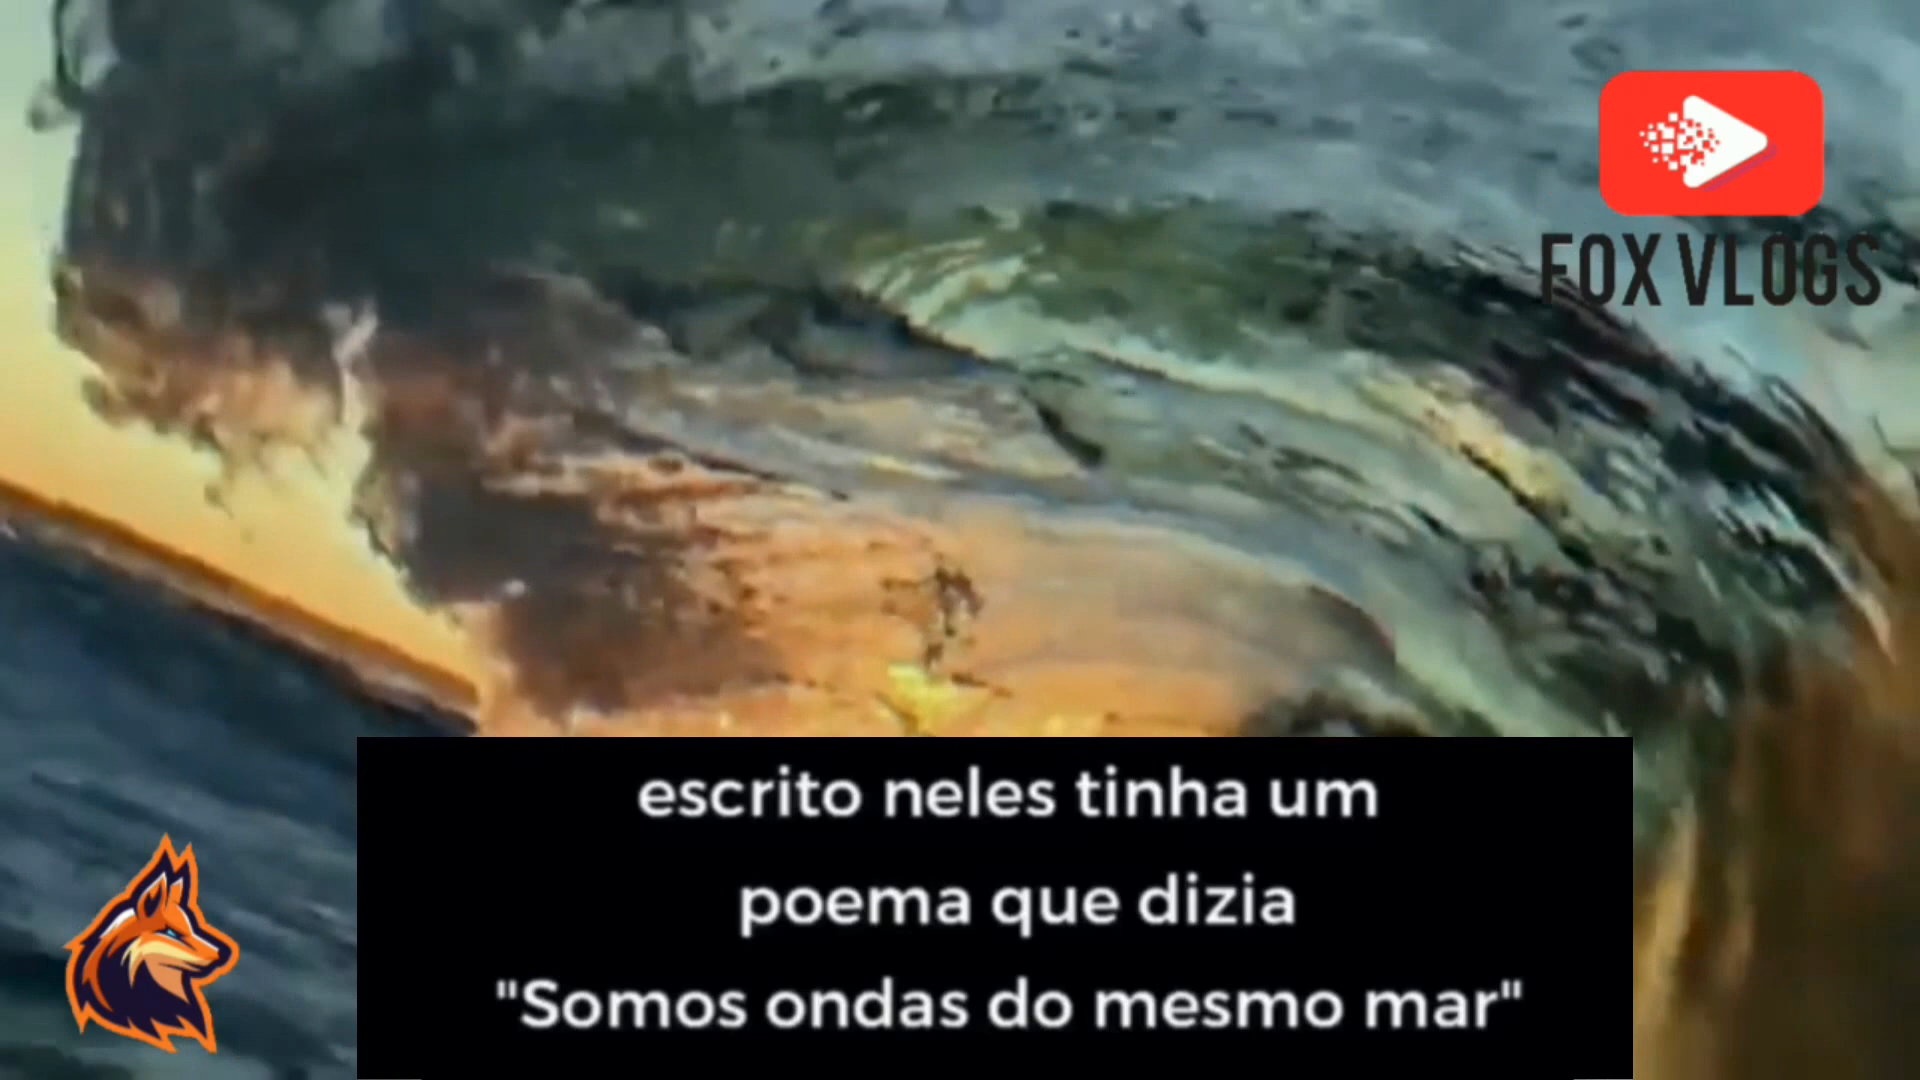 FOX VLOGS
escrito neles tinha um
poema que dizia
"Somos ondas do mesmo mar"